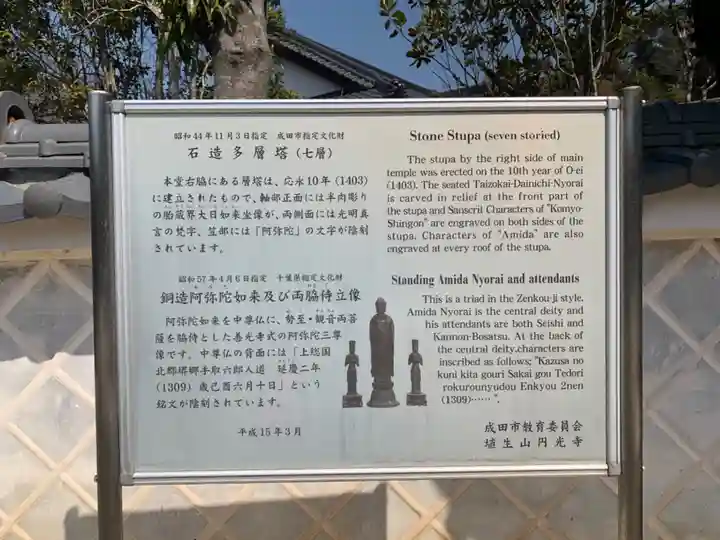 昭和44年11月3日指定 成田市指定文化財
石造多層塔(七層)
本堂右脇にある層塔は、応永10年(1403)
に建立されたもので、軸部正面には半肉彫り
の胎蔵界大日如来坐像が、両側面には光明真
言の梵字、笠部には「阿弥陀」の文字が陰刻
されています。
昭和57年4月6日指定 千葉県指定文化財
銅造阿弥陀如来及び両脇侍立像
阿弥陀如来を中尊仏に、勢至・観音両菩
薩を脇待とした善光寺式の阿弥陀三尊
像です。中尊仏の背面には「上総国
北郡堺郷手取六郎入道 延慶二年
(1309)歳己酉六月十日」という
銘文が陰刻されています。
平成15年3月
Stone Stupa (seven storied)
The stupa by the right side of main
temple was erected on the 10th year of O-ei
(1403). The seated Taizokai-Dainichi-Nyorai
is carved in relief at the front part of
the stupa and Sanscril Characters of "Komyo-
Shingon" are engraved on both sides of the
stupa. Characters of "Amida" are also
engraved at every roof of the stupa.
Standing Amida Nyorai and attendants
This is a triad in the Zenkou-ji style.
Amida Nyorai is the central deity and
his attendants are both Seishi and
Kannon-Bosatsu. At the back of
the central deity,characters are
inscribed as follows; "Kazusa no
kuni kita gouri Sakai gou Tedori
rokurounyudou Enkyou 2nen
(1309)……".
成田市教育委員会
埴生山円光寺